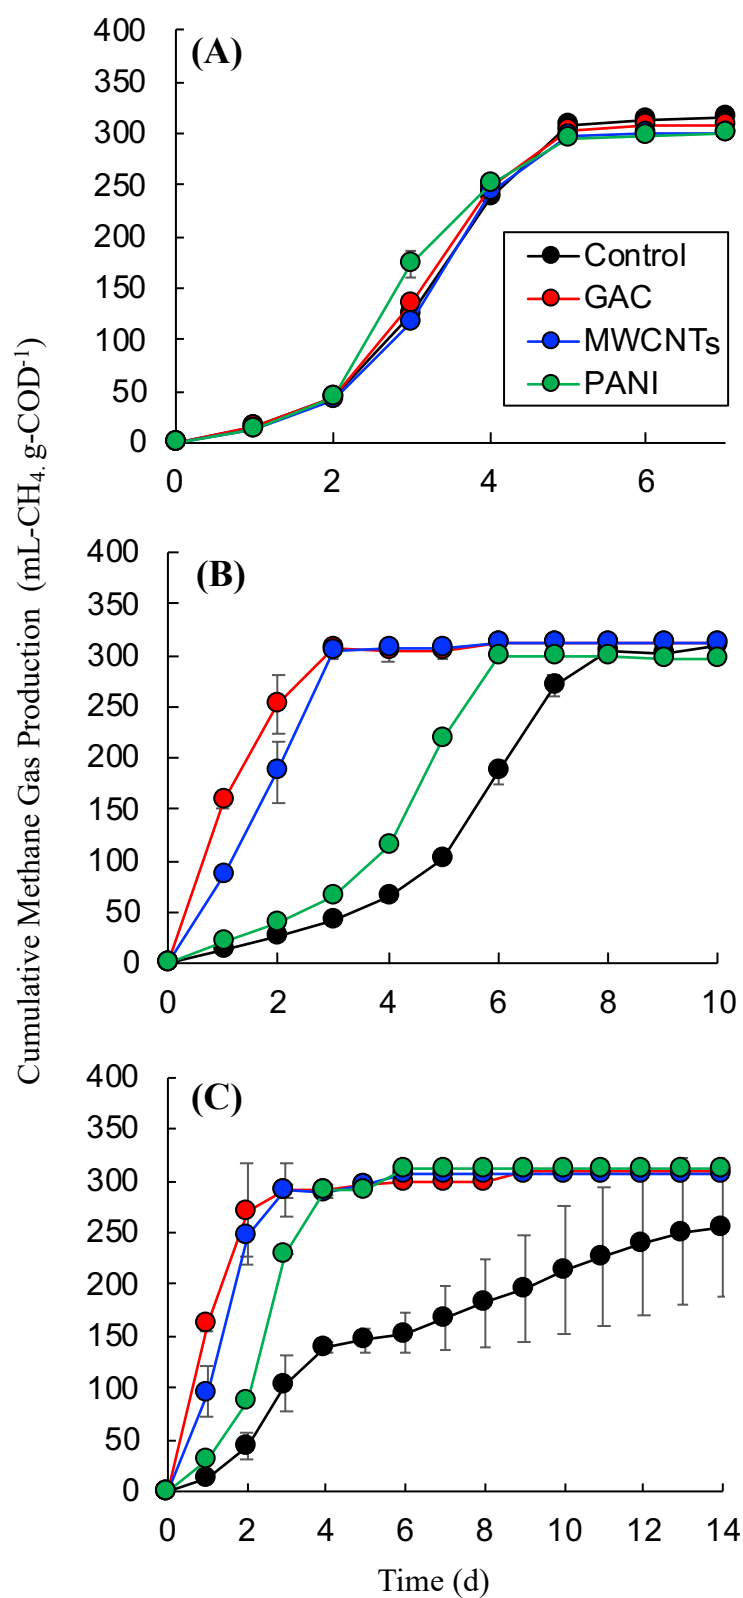 Cumulative Methane Gas Production (mL-CH4. g-COD-1)
(A)
400
350
300
250
200
150
100
50
0
0 2 4 6
Control
GAC
MWCNTs
PANI
(B)
400
350
300
250
200
150
100
50
0
0 2 4 6 8 10
(C)
400
350
300
250
200
150
100
50
0
0 2 4 6 8 10 12 14
Time (d)